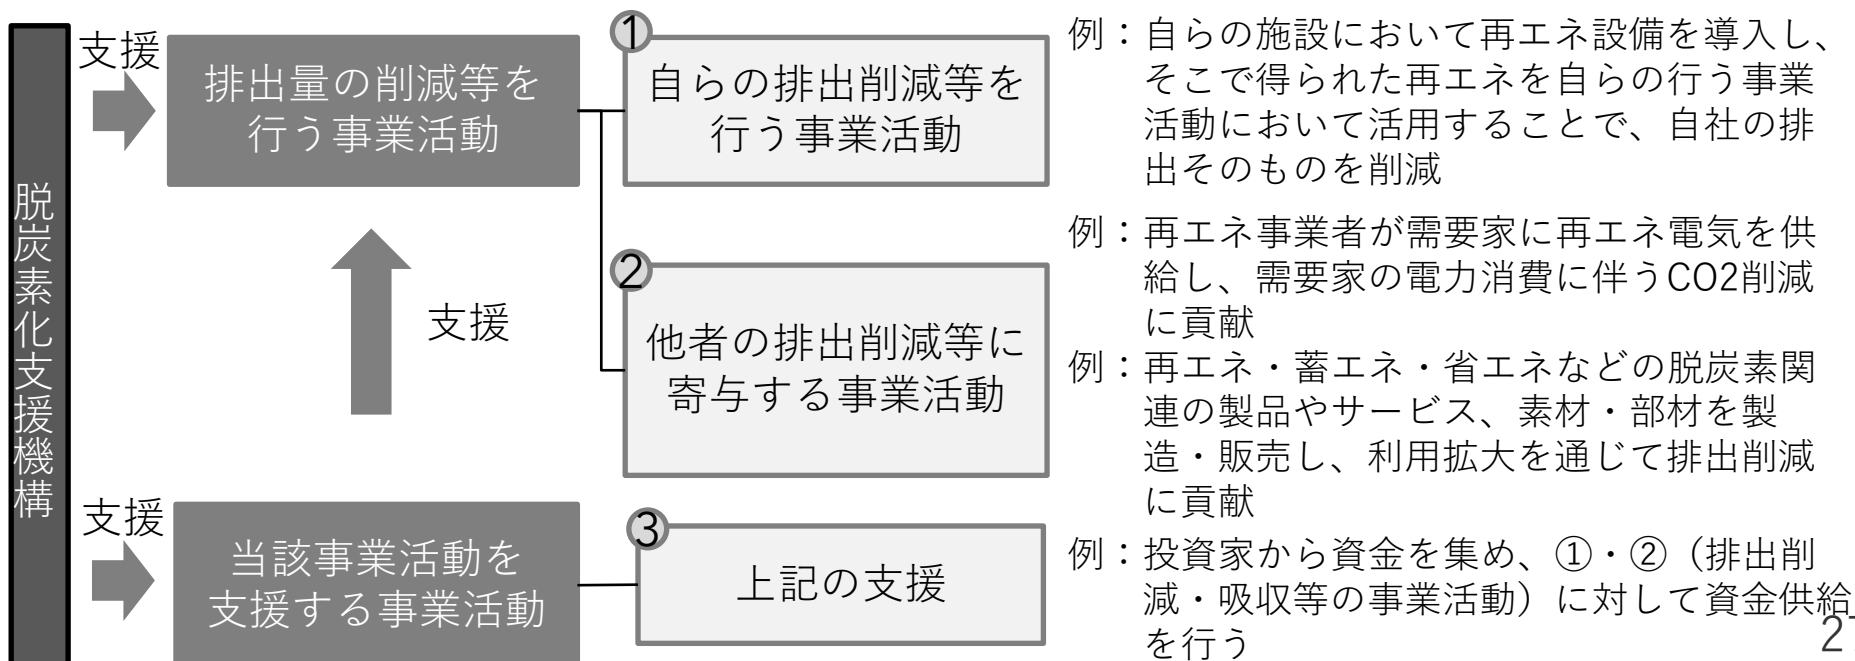 脱炭素化支援機構
支援
排出量の削減等を
行う事業活動
①
自らの排出削減等を
行う事業活動
例：自らの施設において再エネ設備を導入し、
そこで得られた再エネを自らの行う事業
活動において活用することで、自社の排
出そのものを削減
支援
②
他者の排出削減等に
寄与する事業活動
例：再エネ事業者が需要家に再エネ電気を供
給し、需要家の電力消費に伴うCO2削減
に貢献
例：再エネ・蓄エネ・省エネなどの脱炭素関
連の製品やサービス、素材・部材を製
造・販売し、利用拡大を通じて排出削減
に貢献
支援
当該事業活動を
支援する事業活動
③
上記の支援
例：投資家から資金を集め、①・②（排出削
減・吸収等の事業活動）に対して資金供給
を行う